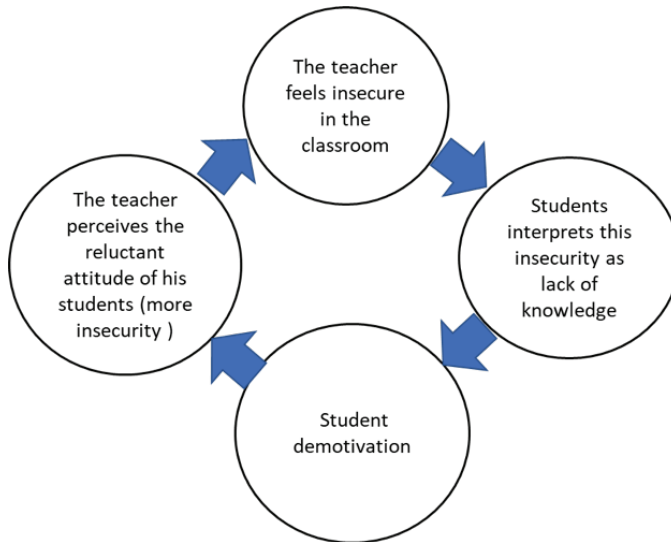 The teacher
feels insecure
in the
classroom
Students
interprets this
insecurity as
lack of
knowledge
Student
demotivation
The teacher
perceives the
reluctant
attitude of his
students (more
insecurity )